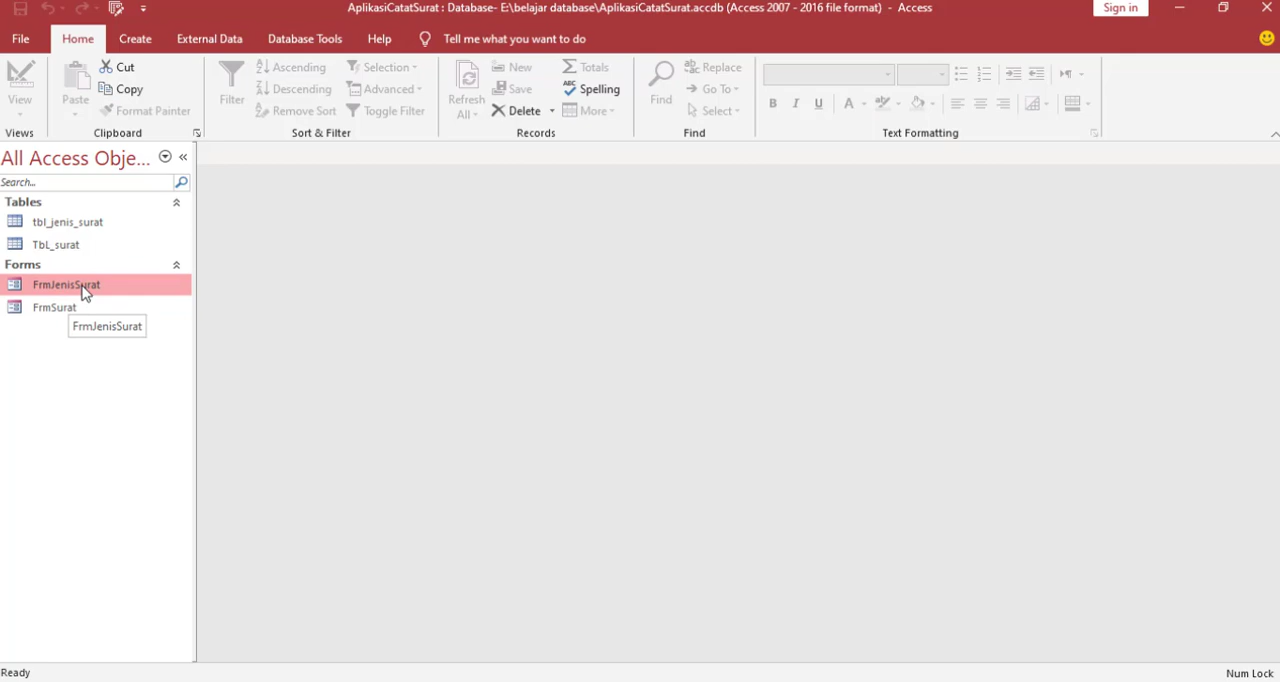 AplikasiCatatSurat : Database- E:\belajar database\AplikasiCatatSurat.accdb (Access 2007 - 2016 file format) - Access
Sign in
File Home Create External Data Database Tools Help Tell me what you want to do
View
Views
Paste
Cut
Copy
Format Painter
Clipboard
Filter
Ascending
Descending
Remove Sort
Selection
Advanced
Toggle Filter
Sort & Filter
Refresh
All
New
Save
Delete
Totals
Spelling
More
Records
Find
Replace
Go To
Select
Find
B I U A
Text Formatting
All Access Obje...
Search...
Tables
tbl_jenis_surat
TbL_surat
Forms
FrmJenisSurat
FrmSurat
FrmJenisSurat
Ready
Num Lock